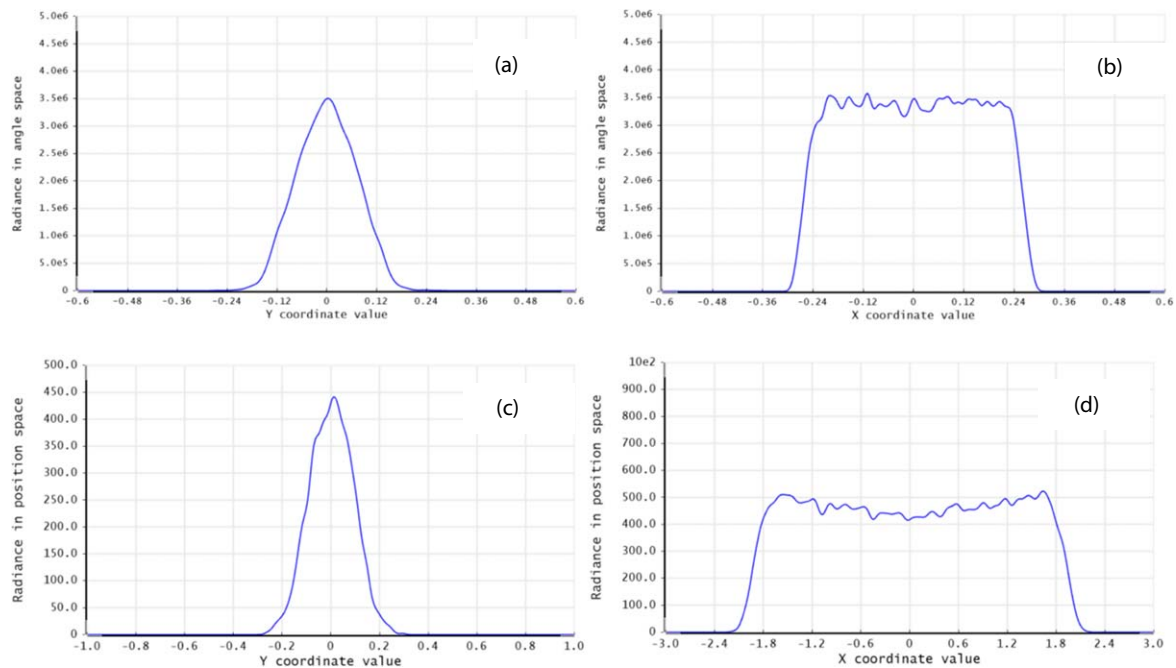 5.0e6
4.5e6
4.0e6
3.5e6
3.0e6
2.5e6
2.0e6
1.5e6
1.0e6
5.0e5
0
Radiance in angle space
(a)
-0.6 -0.48 -0.36 -0.24 -0.12 0 0.12 0.24 0.36 0.48 0.6
Y coordinate value
5.0e6
4.5e6
4.0e6
3.5e6
3.0e6
2.5e6
2.0e6
1.5e6
1.0e6
5.0e5
0
Radiance in angle space
(b)
-0.6 -0.48 -0.36 -0.24 -0.12 0 0.12 0.24 0.36 0.48 0.6
X coordinate value
500.0
450.0
400.0
350.0
300.0
250.0
200.0
150.0
100.0
50.0
0
Radiance in position space
(c)
-1.0 -0.8 -0.6 -0.4 -0.2 0 0.2 0.4 0.6 0.8 1.0
Y coordinate value
10e2
900.0
800.0
700.0
600.0
500.0
400.0
300.0
200.0
100.0
0
Radiance in position space
(d)
-3.0 -2.4 -1.8 -1.2 -0.6 0 0.6 1.2 1.8 2.4 3.0
X coordinate value